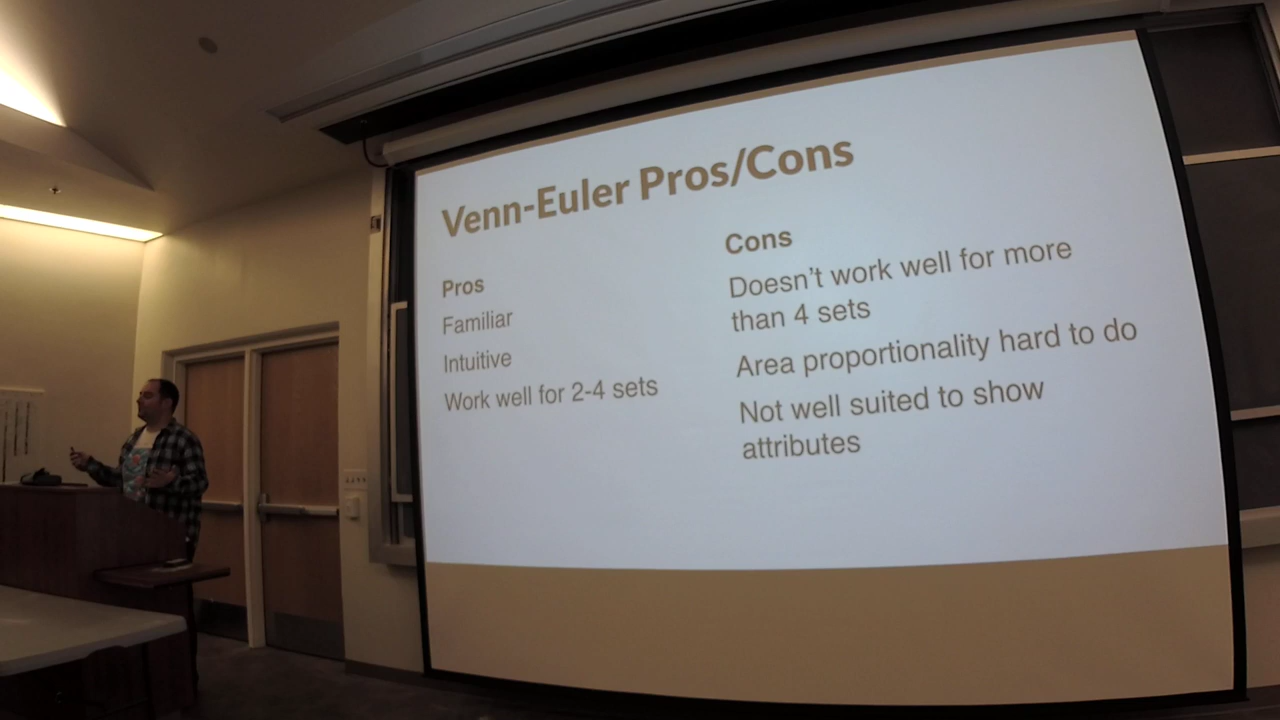 Venn-Euler Pros/Cons
Pros
Familiar
Intuitive
Work well for 2-4 sets
Cons
Doesn't work well for more
than 4 sets
Area proportionality hard to do
Not well suited to show
attributes